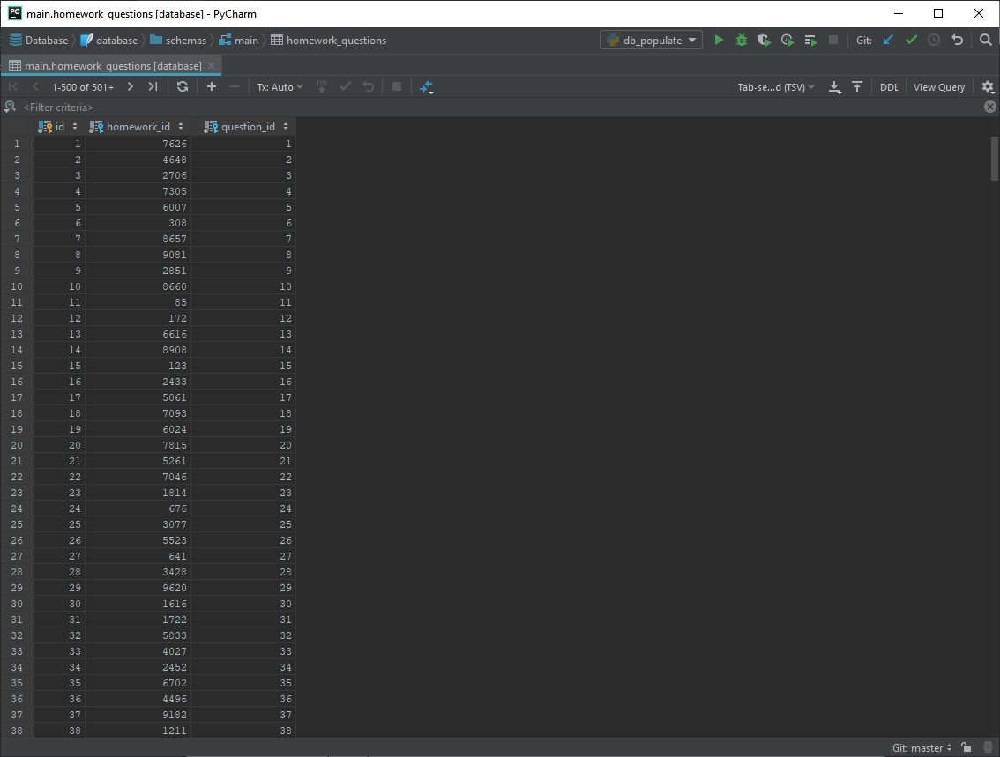 PC main.homework_questions [database] - PyCharm
Database database schemas main homework_questions db_populate Git:
main.homework_questions [database]
1-500 of 501+ Tx: Auto DB Tab-se...d (TSV) DDL View Query
<Filter criteria>
id homework_id question_id
1 1 7626 1
2 2 4648 2
3 3 2706 3
4 4 7305 4
5 5 6007 5
6 6 308 6
7 7 8657 7
8 8 9081 8
9 9 2851 9
10 10 8660 10
11 11 85 11
12 12 172 12
13 13 6616 13
14 14 8908 14
15 15 123 15
16 16 2433 16
17 17 5061 17
18 18 7093 18
19 19 6024 19
20 20 7815 20
21 21 5261 21
22 22 7046 22
23 23 1814 23
24 24 676 24
25 25 3077 25
26 26 5523 26
27 27 641 27
28 28 3428 28
29 29 9620 29
30 30 1616 30
31 31 1722 31
32 32 5833 32
33 33 4027 33
34 34 2452 34
35 35 6702 35
36 36 4496 36
37 37 9182 37
38 38 1211 38
Git: master